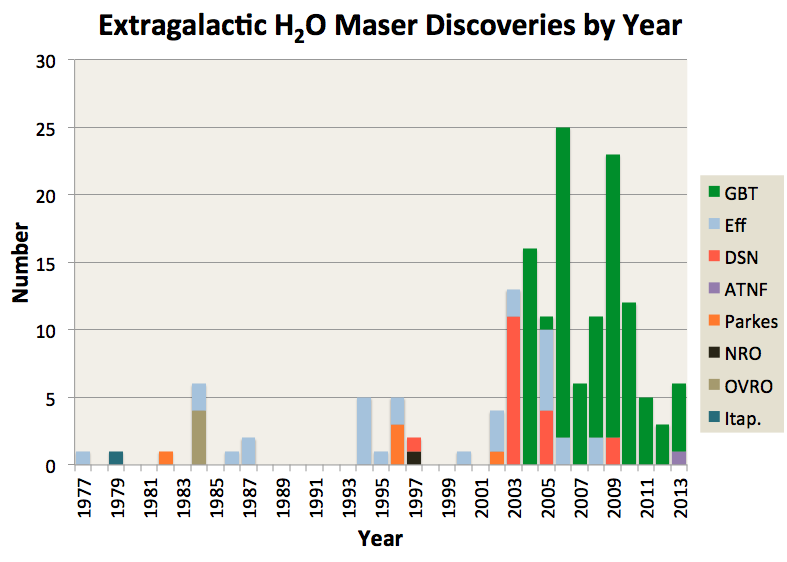 Extragalactic H₂O Maser Discoveries by Year
30
25
20
15
10
5
0
Number
1977
1979
1981
1983
1985
1987
1989
1991
1993
1995
1997
1999
2001
2003
2005
2007
2009
2011
2013
Year
GBT
Eff
DSN
ATNF
Parkes
NRO
OVRO
Itap.